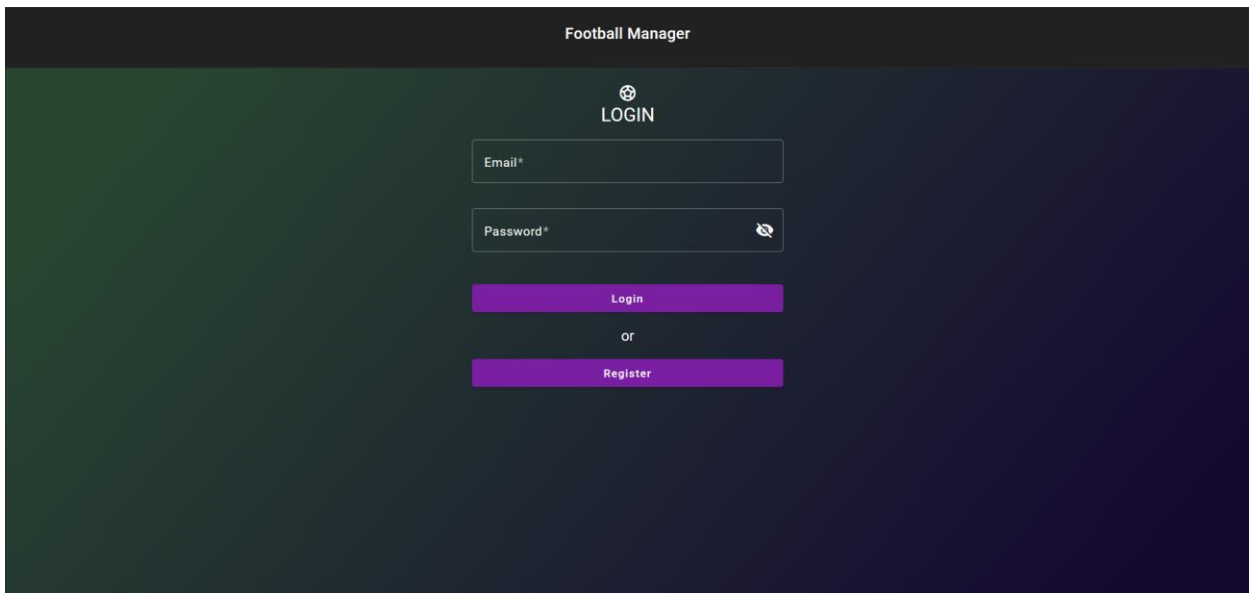 Football Manager
LOGIN
Email*
Password*
Login
or
Register